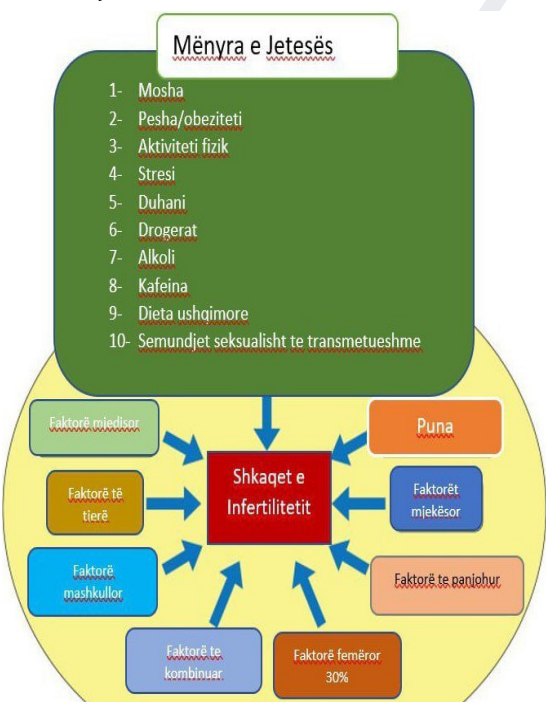 Mënyra e Jetesës
1- Mosha
2- Pesha/obeziteti
3- Aktiviteti fizik
4- Stresi
5- Duhani
6- Drogerat
7- Alkoli
8- Kafeina
9- Dieta ushqimore
10- Semundjet seksualisht te transmetueshme
Faktorë mjedisor
Puna
Shkaqet e
Infertilitetit
Faktorë të
tjerë
Faktorët
mjekësor
Faktorë
mashkullor
Faktorë te panjohur
Faktorë te
kombinuar
Faktorë femëror
30%